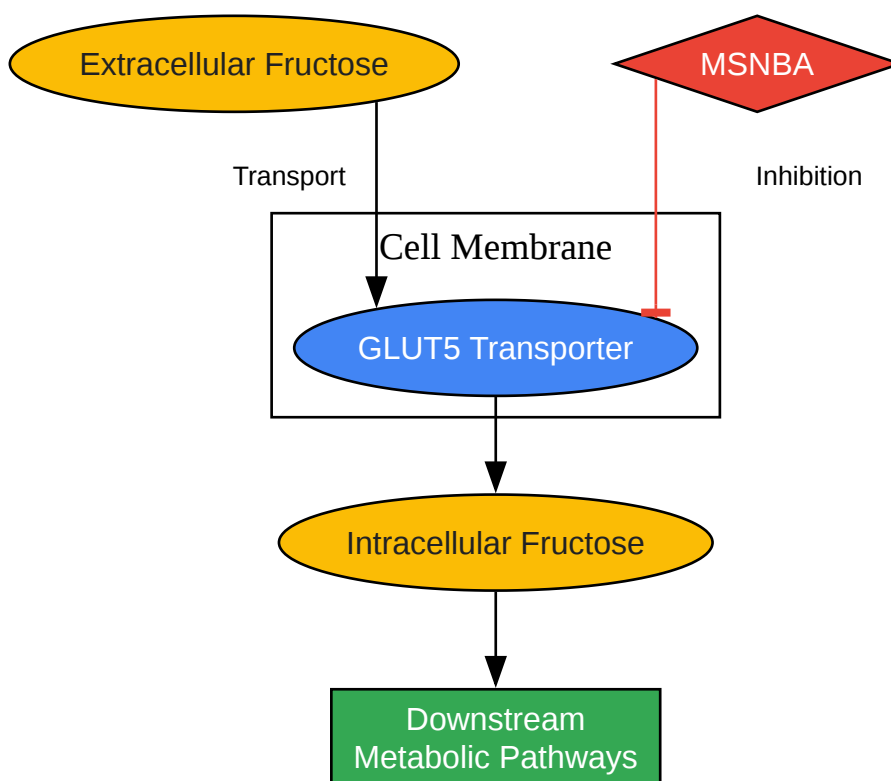 Extracellular Fructose
MSNBA
Transport
Inhibition
Cell Membrane
GLUT5 Transporter
Intracellular Fructose
Downstream
Metabolic Pathways